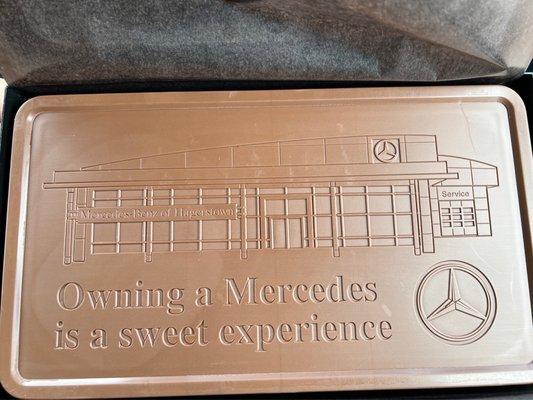 Service
Mercedes-Benz of Hagerstown
Owning a Mercedes
is a sweet experience